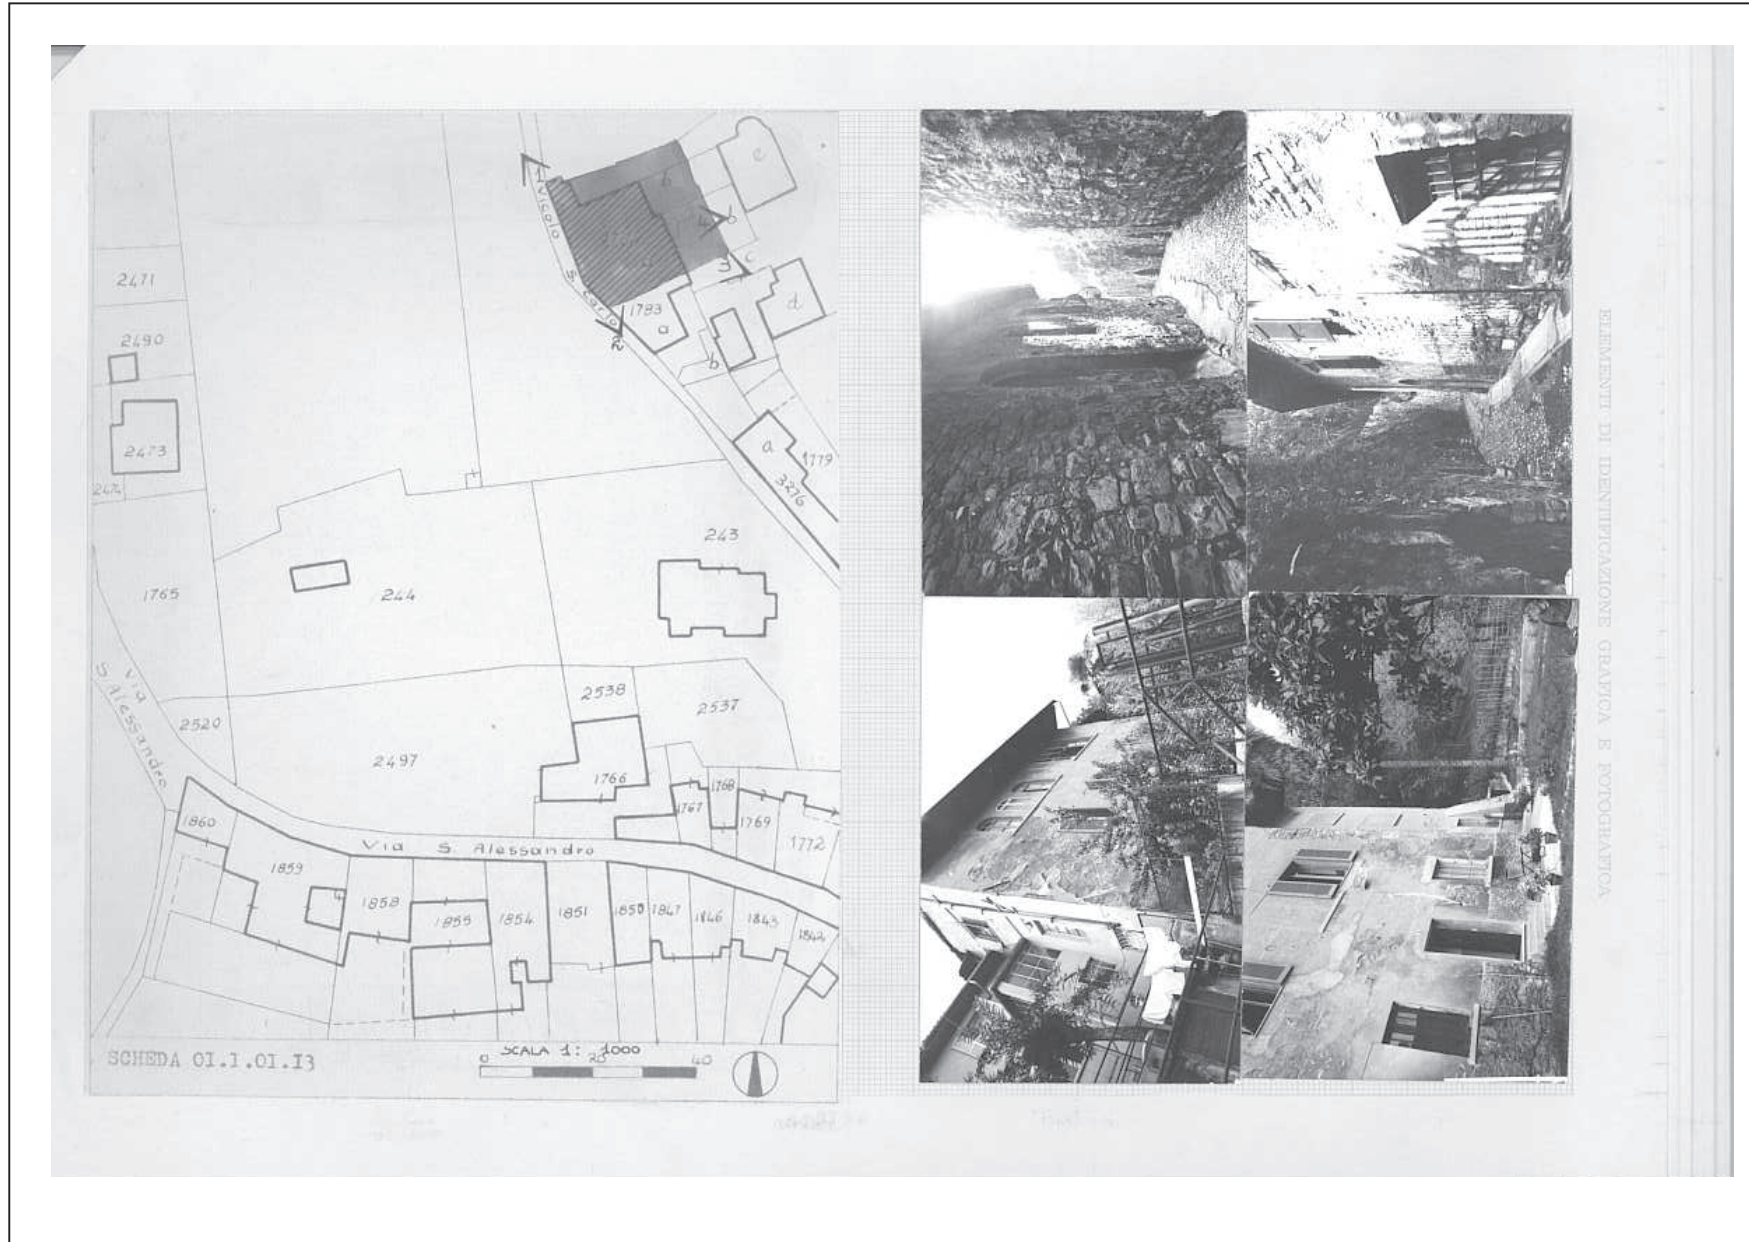 Vicolo
S. Carlo
e
c
d
1783
a
b
2471
2490
2473
a
1779
3276
243
244
1765
Via
S. Alessandro
2538
2537
2520
2497
1766
1767
1768
1769
1772
1860
Via S. Alessandro
1859
1858
1855
1854
1851
1850
1847
1846
1843
1842
SCHEDA 01.1.01.13
SCALA 1: 1000
0 20 40
ELEMENTI DI IDENTIFICAZIONE GRAFICA E FOTOGRAFICA